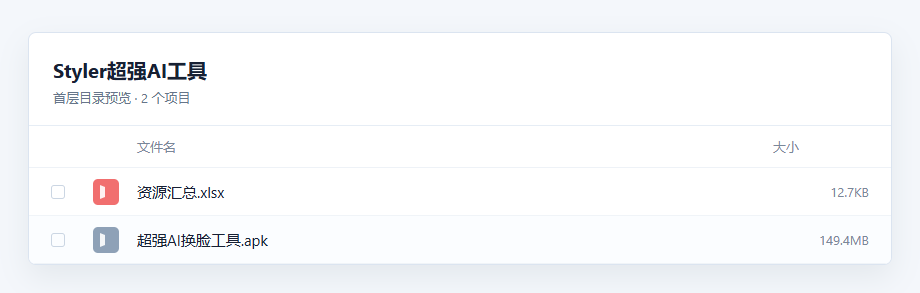 Styler超强AI工具
首层目录预览 · 2 个项目
文件名 大小
资源汇总.xlsx 12.7KB
超强AI换脸工具.apk 149.4MB